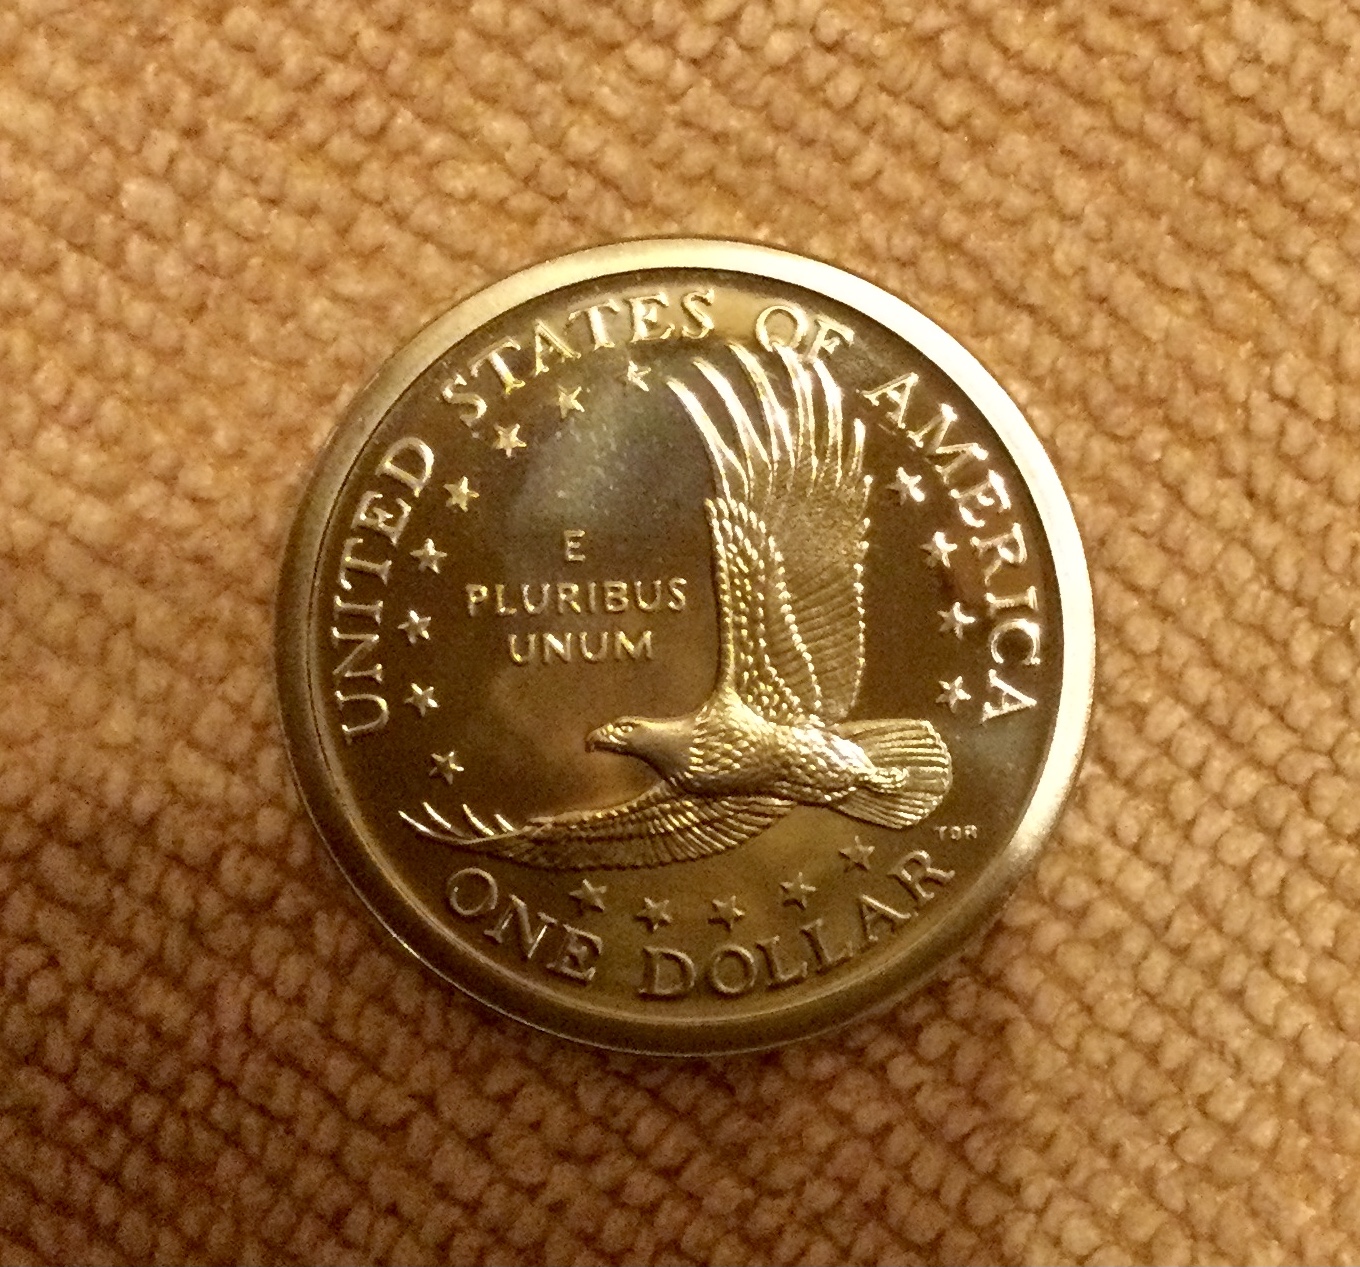 UNITED STATES OF AMERICA
E
PLURIBUS
UNUM
TDR
ONE DOLLAR